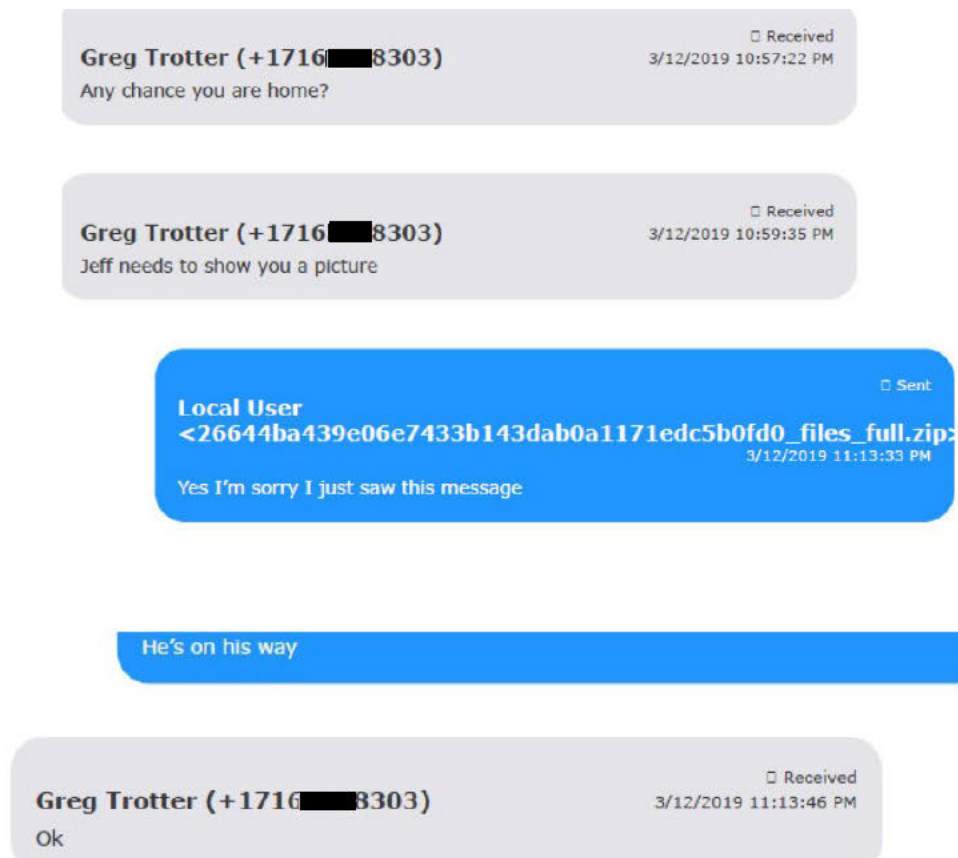 Received
Greg Trotter (+1716 8303)
3/12/2019 10:57:22 PM
Any chance you are home?
Received
Greg Trotter (+1716 8303)
3/12/2019 10:59:35 PM
Jeff needs to show you a picture
Sent
Local User
<26644ba439e06e7433b143dab0a1171edc5b0fd0_files_full.zip>
3/12/2019 11:13:33 PM
Yes I'm sorry I just saw this message
He's on his way
Received
Greg Trotter (+1716 8303)
3/12/2019 11:13:46 PM
Ok